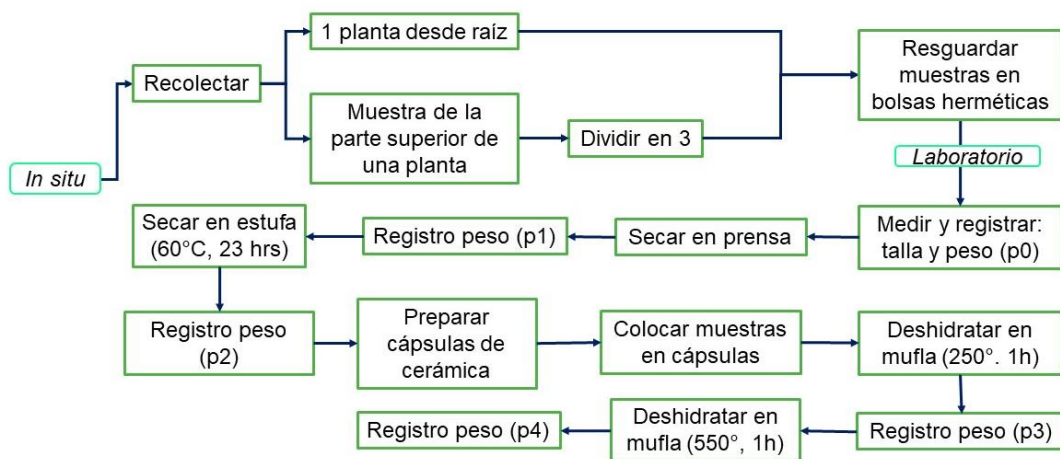 In situ
Recolectar
1 planta desde raíz
Muestra de la
parte superior de
una planta
Dividir en 3
Resguardar
muestras en
bolsas herméticas
Laboratorio
Medir y registrar:
talla y peso (p0)
Secar en prensa
Registro peso (p1)
Secar en estufa
(60°C, 23 hrs)
Registro peso
(p2)
Preparar
cápsulas de
cerámica
Colocar muestras
en cápsulas
Deshidratar en
mufla (250°. 1h)
Registro peso (p3)
Deshidratar en
mufla (550°, 1h)
Registro peso (p4)